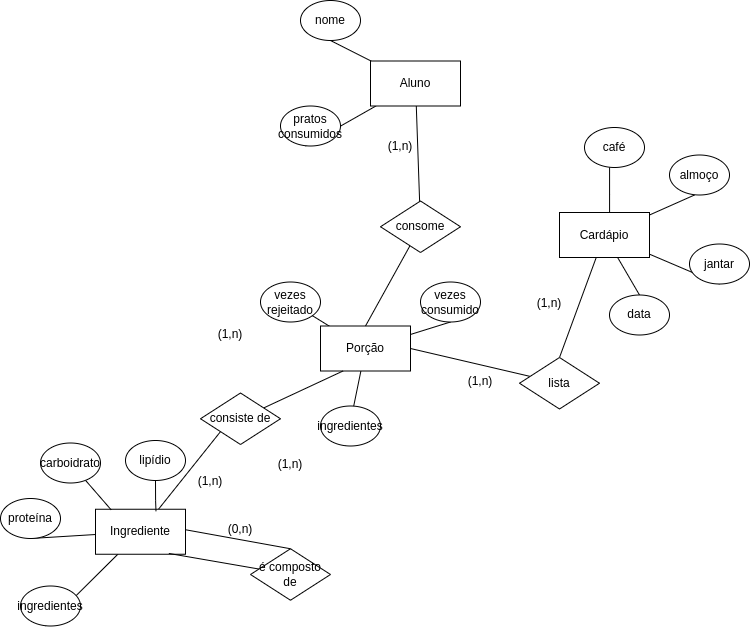 nome
Aluno
pratos
consumidos
(1,n)
café
almoço
consome
Cardápio
jantar
vezes
rejeitado
vezes
consumido
(1,n)
data
(1,n)
Porção
(1,n)
lista
consiste de
ingredientes
carboidrato
lipídio
(1,n)
(1,n)
proteína
Ingrediente
(0,n)
é composto
de
ingredientes